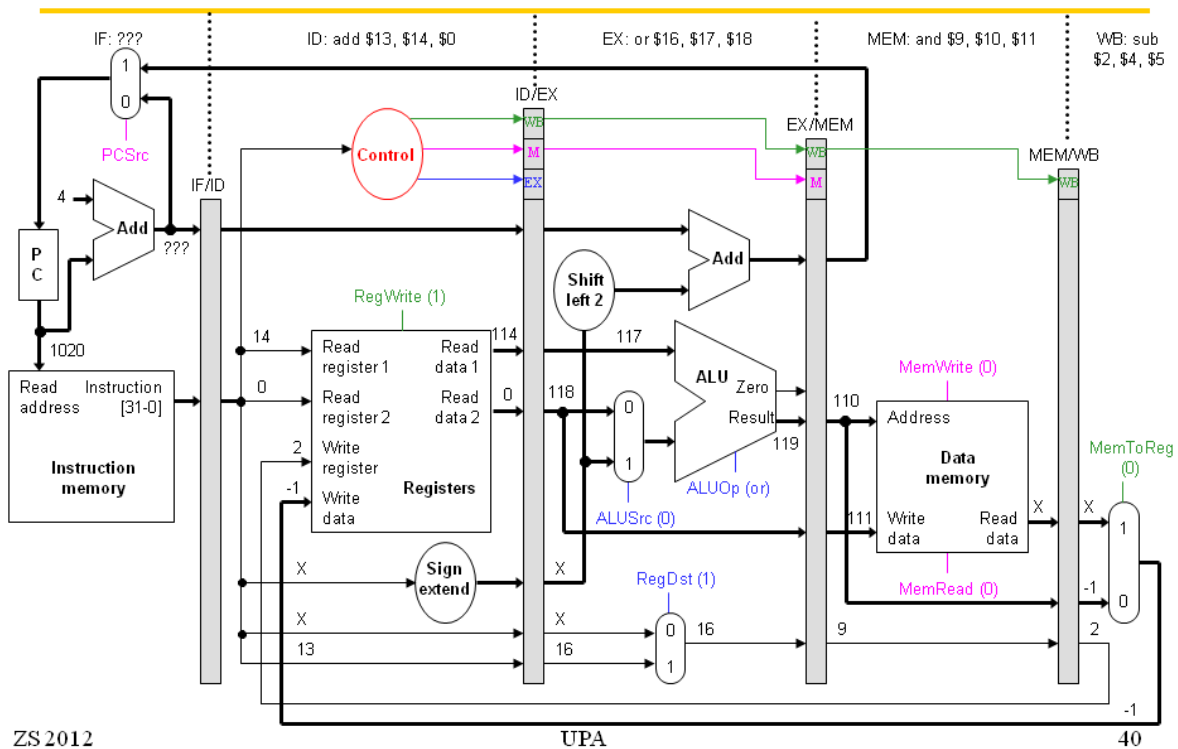 IF: ???
ID: add $13, $14, $0
EX: or $16, $17, $18
MEM: and $9, $10, $11
WB: sub
$2, $4, $5
1
0
PCSrc
ID/EX
WB
M
EX
Control
EX/MEM
WB
M
MEM/WB
WB
IF/ID
4
Add
???
P
C
1020
Add
Shift
left 2
RegWrite (1)
14
0
2
-1
Read
register 1
Read
data 1
Read
register 2
Read
data 2
Write
register
Write
data
Registers
114
0
117
118
0
1
ALUSrc (0)
ALU
Zero
Result
119
ALUOp (or)
Read
address
Instruction
[31-0]
Instruction
memory
110
111
MemWrite (0)
Address
Data
memory
Write
data
Read
data
MemRead (0)
X
X
MemToReg
(0)
1
0
-1
X
Sign
extend
X
RegDst (1)
X
X
0
1
16
9
2
13
16
-1
ZS 2012
UPA
40